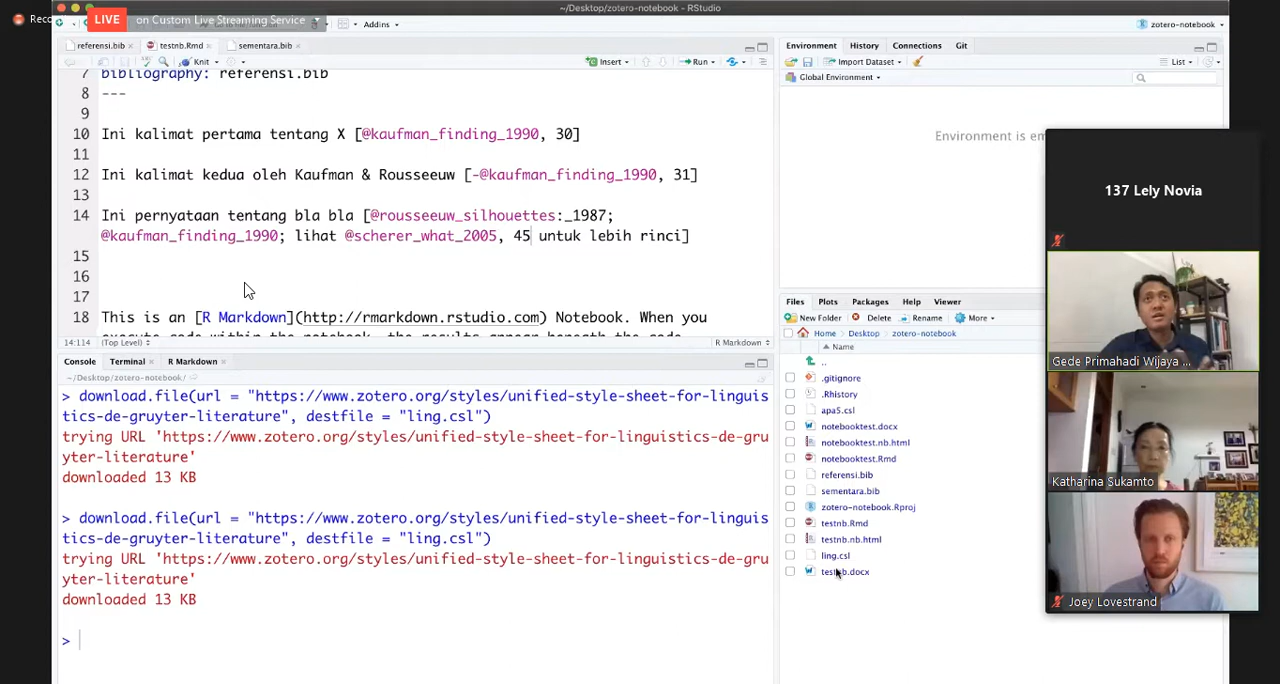 Reco
LIVE on Custom Live Streaming Service
~/Desktop/zotero-notebook - RStudio
Addins
zotero-notebook
referensi.bib testnb.Rmd sementara.bib
Knit Insert Run
7 bibliography: referensi.bib
8 ---
9
10 Ini kalimat pertama tentang X [@kaufman_finding_1990, 30]
11
12 Ini kalimat kedua oleh Kaufman & Rousseeuw [-@kaufman_finding_1990, 31]
13
14 Ini pernyataan tentang bla bla [@rousseeuw_silhouettes:_1987;
@kaufman_finding_1990; lihat @scherer_what_2005, 45 untuk lebih rinci]
15
16
17
18 This is an [R Markdown](http://rmarkdown.rstudio.com) Notebook. When you
execute code within the notebook, the results appear beneath the code.
14:114 (Top Level) R Markdown
Console Terminal R Markdown
~/Desktop/zotero-notebook/
> download.file(url = "https://www.zotero.org/styles/unified-style-sheet-for-linguis
tics-de-gruyter-literature", destfile = "ling.csl")
trying URL 'https://www.zotero.org/styles/unified-style-sheet-for-linguistics-de-gru
yter-literature'
downloaded 13 KB
> download.file(url = "https://www.zotero.org/styles/unified-style-sheet-for-linguis
tics-de-gruyter-literature", destfile = "ling.csl")
trying URL 'https://www.zotero.org/styles/unified-style-sheet-for-linguistics-de-gru
yter-literature'
downloaded 13 KB
>
Environment History Connections Git
Import Dataset List
Global Environment
Environment is em
Files Plots Packages Help Viewer
New Folder Delete Rename More
Home Desktop zotero-notebook
Name
..
.gitignore
.Rhistory
apa5.csl
notebooktest.docx
notebooktest.nb.html
notebooktest.Rmd
referensi.bib
sementara.bib
zotero-notebook.Rproj
testnb.Rmd
testnb.nb.html
ling.csl
testnb.docx
137 Lely Novia
Gede Primahadi Wijaya ...
Katharina Sukamto
Joey Lovestrand